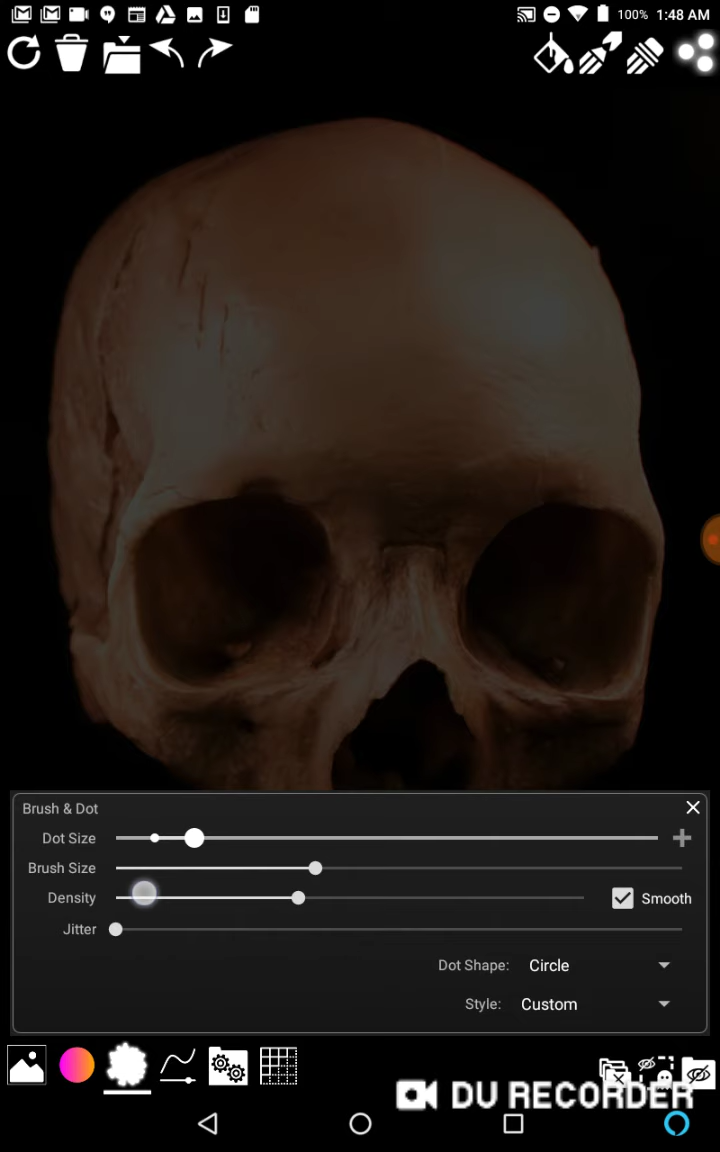 100% 1:48 AM
Brush & Dot
Dot Size
Brush Size
Density
Smooth
Jitter
Dot Shape: Circle
Style: Custom
DU RECORDER